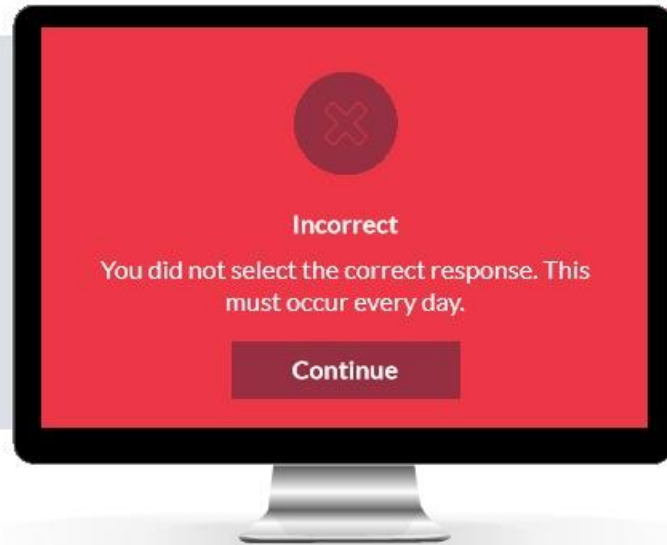 Incorrect
You did not select the correct response. This
must occur every day.
Continue